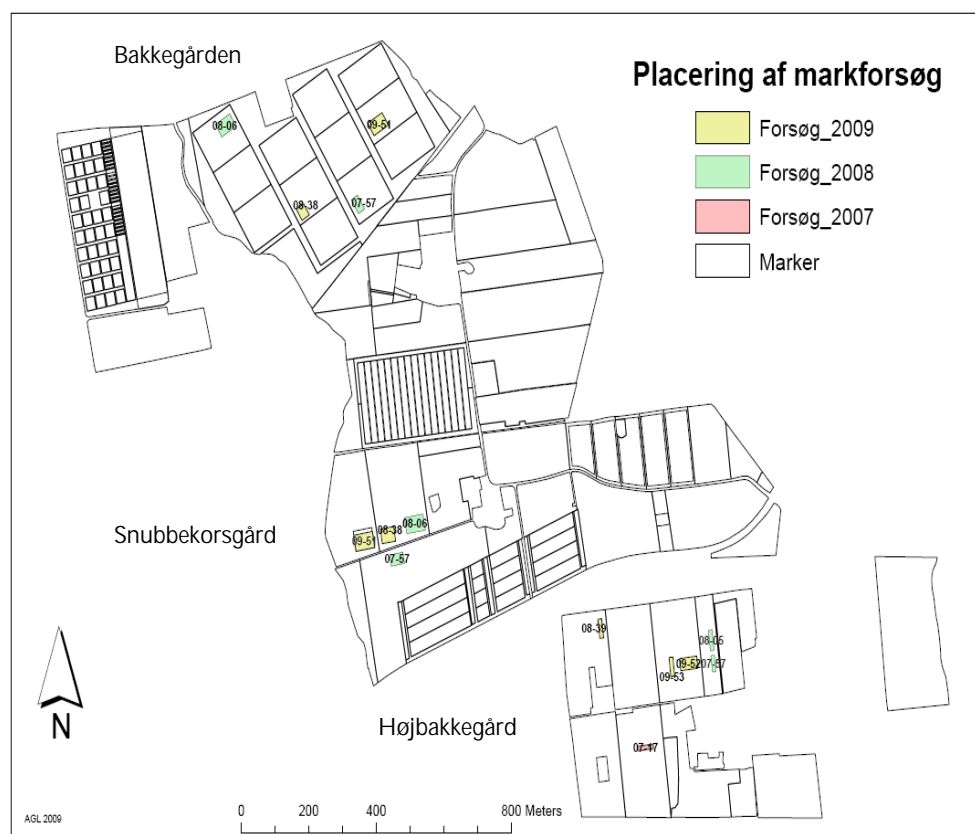 Bakkegården
Placering af markforsøg
Forsøg_2009
Forsøg_2008
Forsøg_2007
Marker
08-06
09-51
08-38
07-57
Snubbekorsgård
09-51
08-38
08-06
07-57
08-39
08-05
09-52
07-57
09-53
Højbakkegård
07-17
N
AGL 2009
0 200 400 800 Meters